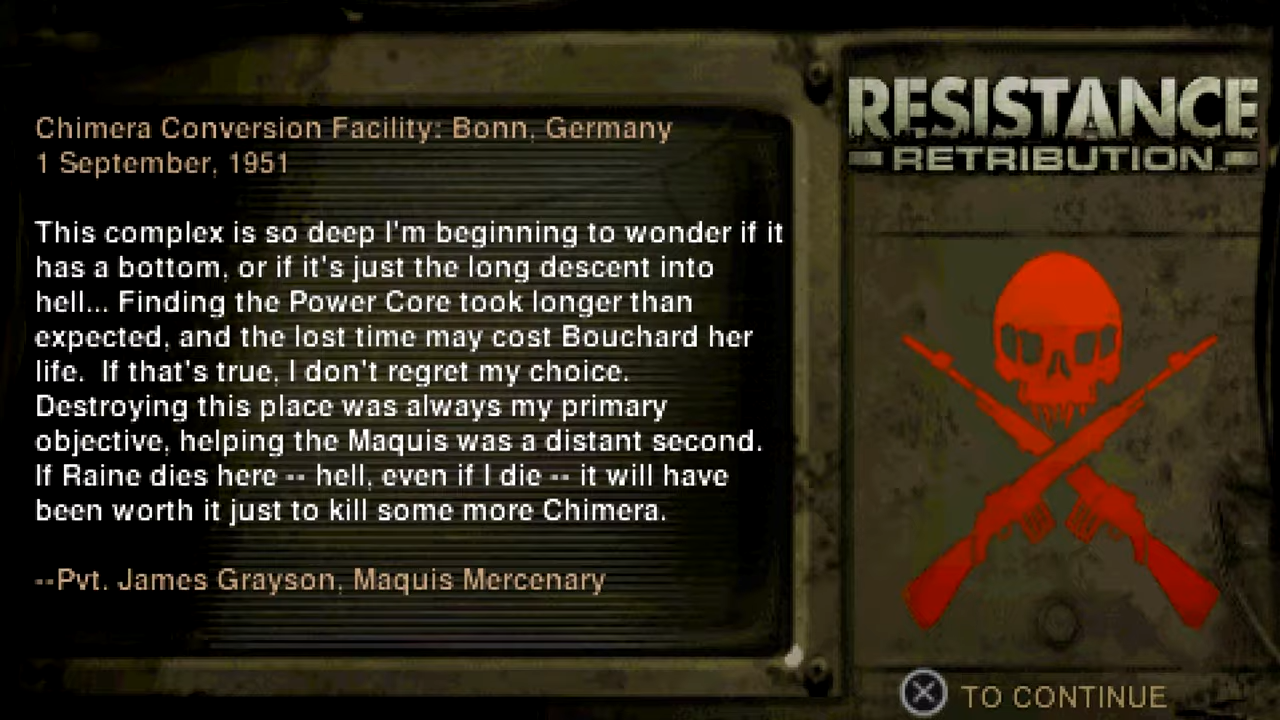 Chimera Conversion Facility: Bonn, Germany
1 September, 1951
This complex is so deep I'm beginning to wonder if it
has a bottom, or if it's just the long descent into
hell... Finding the Power Core took longer than
expected, and the lost time may cost Bouchard her
life.  If that's true, I don't regret my choice.
Destroying this place was always my primary
objective, helping the Maquis was a distant second.
If Raine dies here -- hell, even if I die -- it will have
been worth it just to kill some more Chimera.
--Pvt. James Grayson, Maquis Mercenary
RESISTANCE
RETRIBUTION
TO CONTINUE